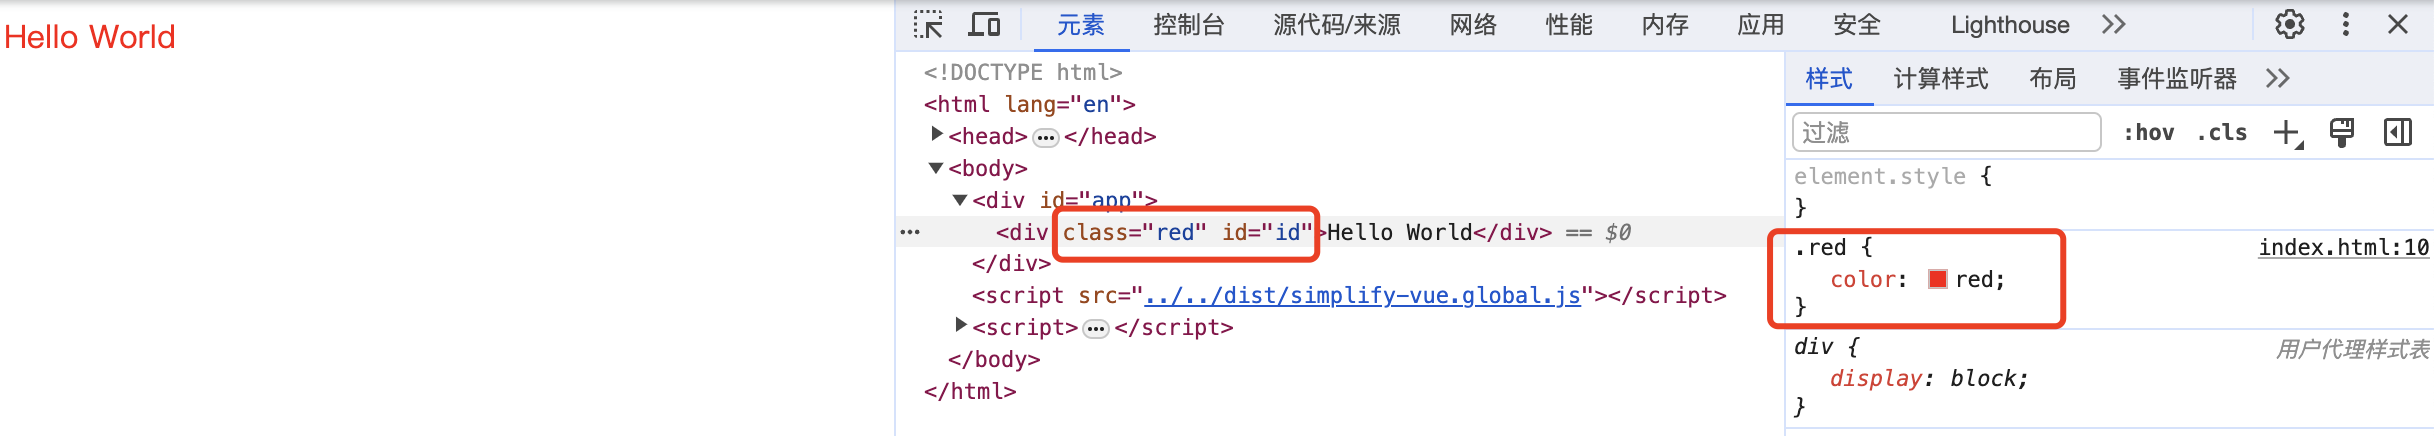 Hello World
元素 控制台 源代码/来源 网络 性能 内存 应用 安全 Lighthouse
<!DOCTYPE html>
<html lang="en">
<head> ••• </head>
<body>
<div id="app">
••• <div class="red" id="id">Hello World</div> == $0
</div>
<script src="../../dist/simplify-vue.global.js"></script>
<script> ••• </script>
</body>
</html>
样式 计算样式 布局 事件监听器
过滤 :hov .cls
element.style {
}
.red { index.html:10
color: red;
}
div { 用户代理样式表
display: block;
}